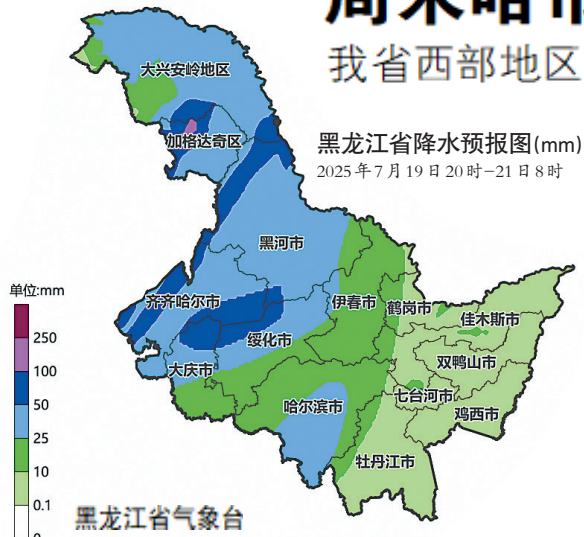 我省西部地区
黑龙江省降水预报图(mm)
2025年7月19日20时-21日8时
大兴安岭地区
加格达奇区
黑河市
齐齐哈尔市
伊春市
鹤岗市
佳木斯市
绥化市
双鸭山市
大庆市
七台河市
哈尔滨市
鸡西市
牡丹江市
单位:mm
250
100
50
25
10
0.1
黑龙江省气象台